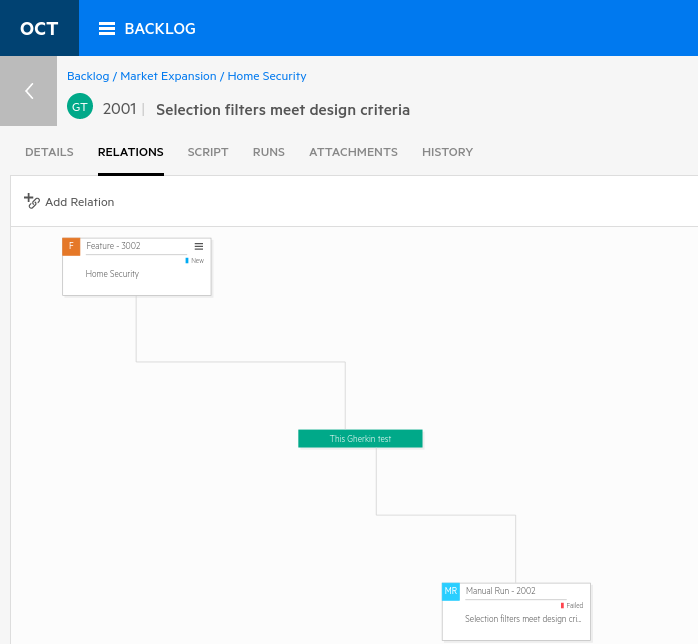 OCT
BACKLOG
Backlog / Market Expansion / Home Security
GT
2001 | Selection filters meet design criteria
DETAILS RELATIONS SCRIPT RUNS ATTACHMENTS HISTORY
Add Relation
F Feature - 3002
New
Home Security
This Gherkin test
MR Manual Run - 2002
Failed
Selection filters meet design cri...